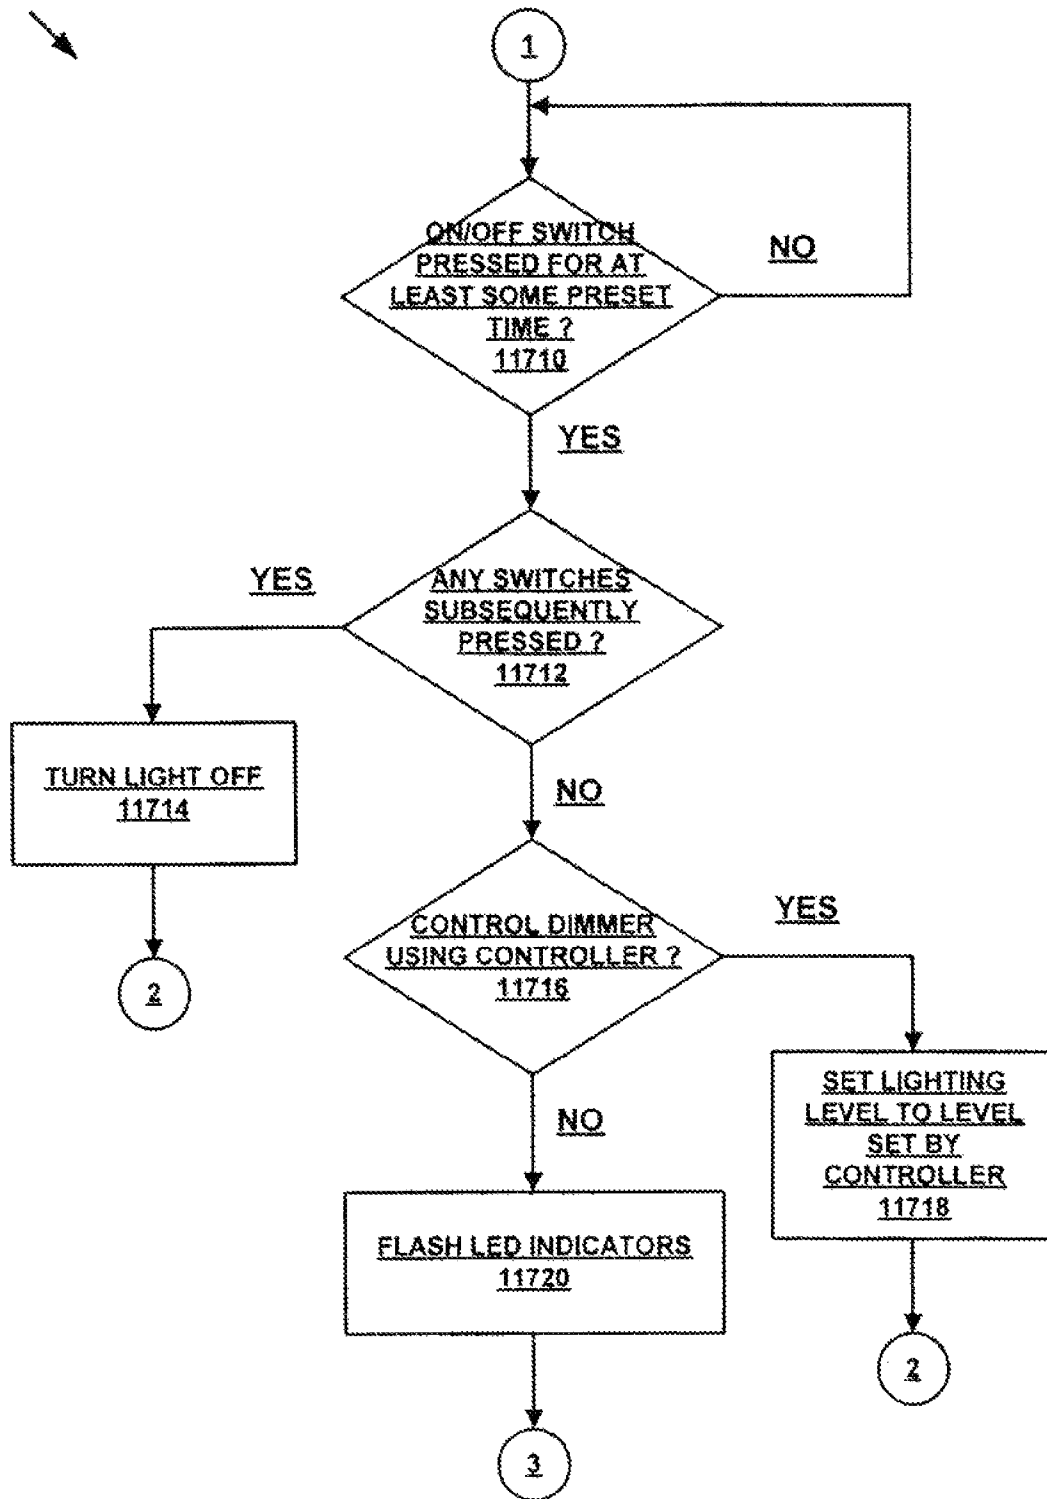 1
ON/OFF SWITCH
PRESSED FOR AT
LEAST SOME PRESET
TIME ?
11710
NO
YES
ANY SWITCHES
SUBSEQUENTLY
PRESSED ?
11712
YES
TURN LIGHT OFF
11714
2
NO
CONTROL DIMMER
USING CONTROLLER ?
11716
YES
SET LIGHTING
LEVEL TO LEVEL
SET BY
CONTROLLER
11718
2
NO
FLASH LED INDICATORS
11720
3